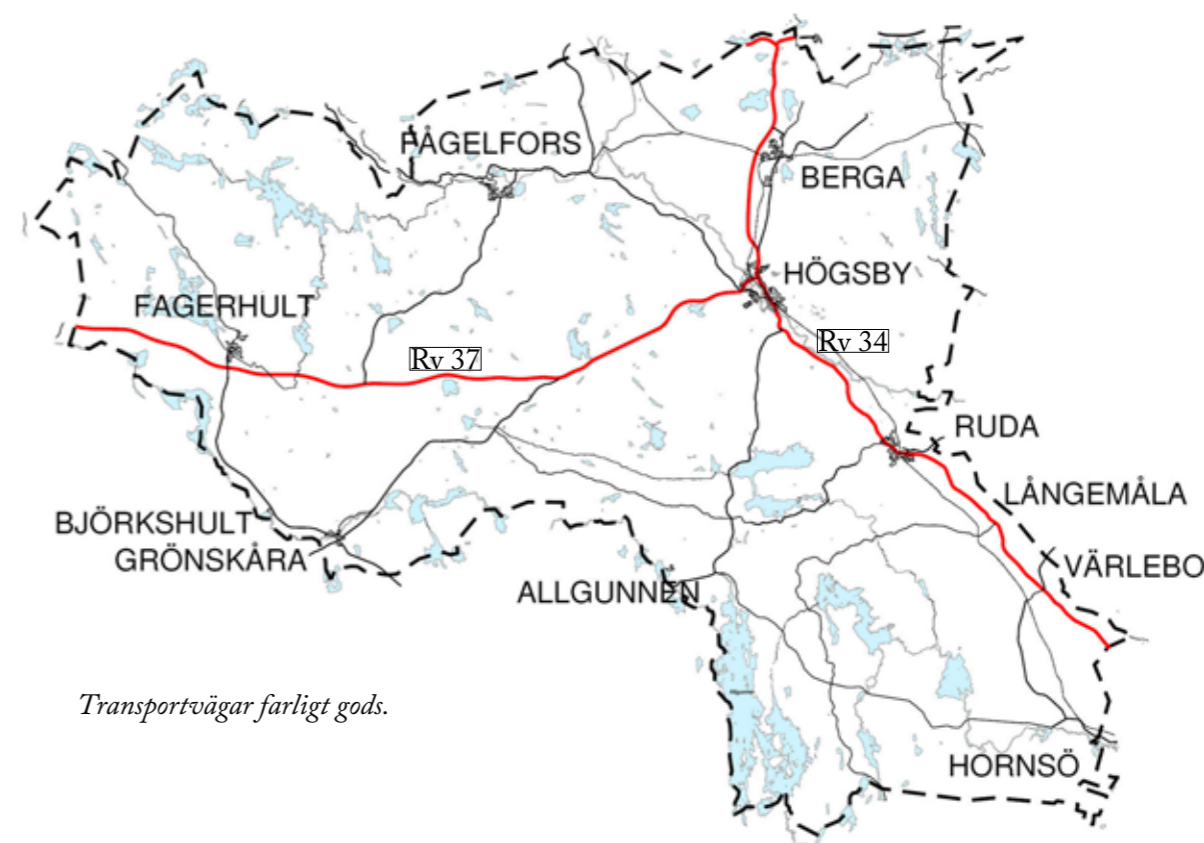 FÅGELFORS
BERGA
HÖGSBY
FAGERHULT
Rv 34
Rv 37
RUDA
LÅNGEMÅLA
BJÖRKSHULT
GRÖNSKÅRA
VÄRLEBO
ALLGUNNEN
Transportvägar farligt gods.
HORNSÖ